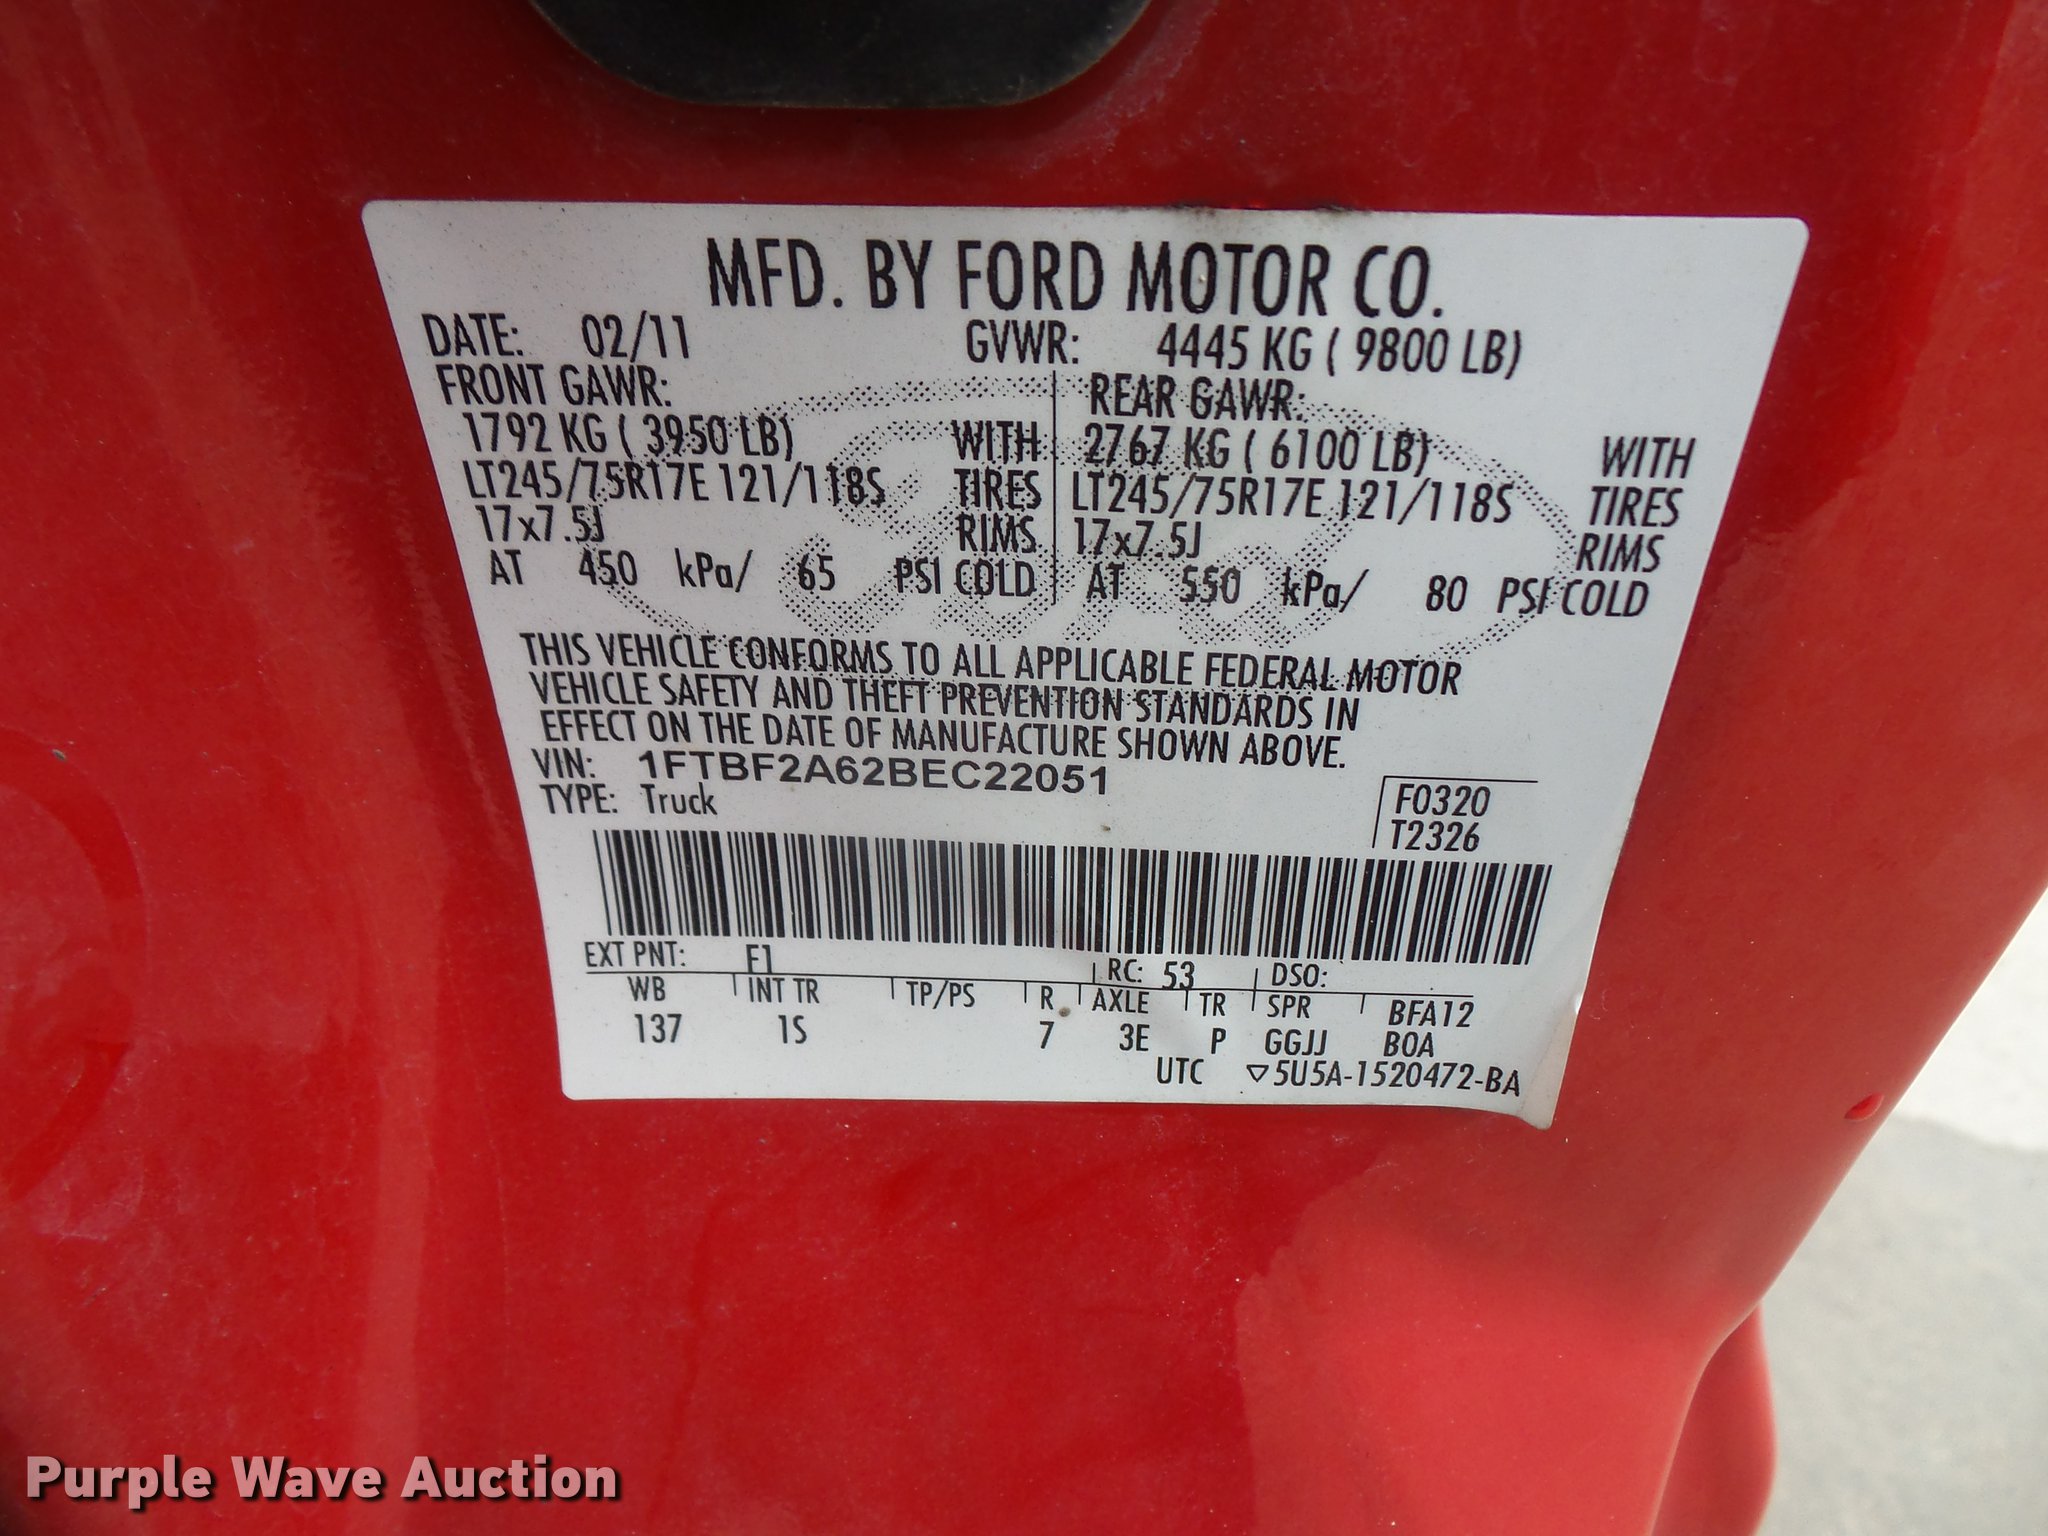 MFD. BY FORD MOTOR CO.
DATE: 02/11 GVWR: 4445 KG ( 9800 LB)
FRONT GAWR: REAR GAWR:
1792 KG ( 3950 LB) WITH 2767 KG ( 6100 LB) WITH
LT245/75R17E 121/118S TIRES LT245/75R17E 121/118S TIRES
17x7.5J RIMS 17x7.5J RIMS
AT 450 kPa/ 65 PSI COLD AT 550 kPa/ 80 PSI COLD
THIS VEHICLE CONFORMS TO ALL APPLICABLE FEDERAL MOTOR
VEHICLE SAFETY AND THEFT PREVENTION STANDARDS IN
EFFECT ON THE DATE OF MANUFACTURE SHOWN ABOVE.
VIN: 1FTBF2A62BEC22051
TYPE: Truck F0320
T2326
EXT PNT: F1 RC: 53 DSO:
WB INT TR TP/PS R AXLE TR SPR BFA12
137 1S 7 3E P GGJJ BOA
UTC ▽5U5A-1520472-BA
Purple Wave Auction